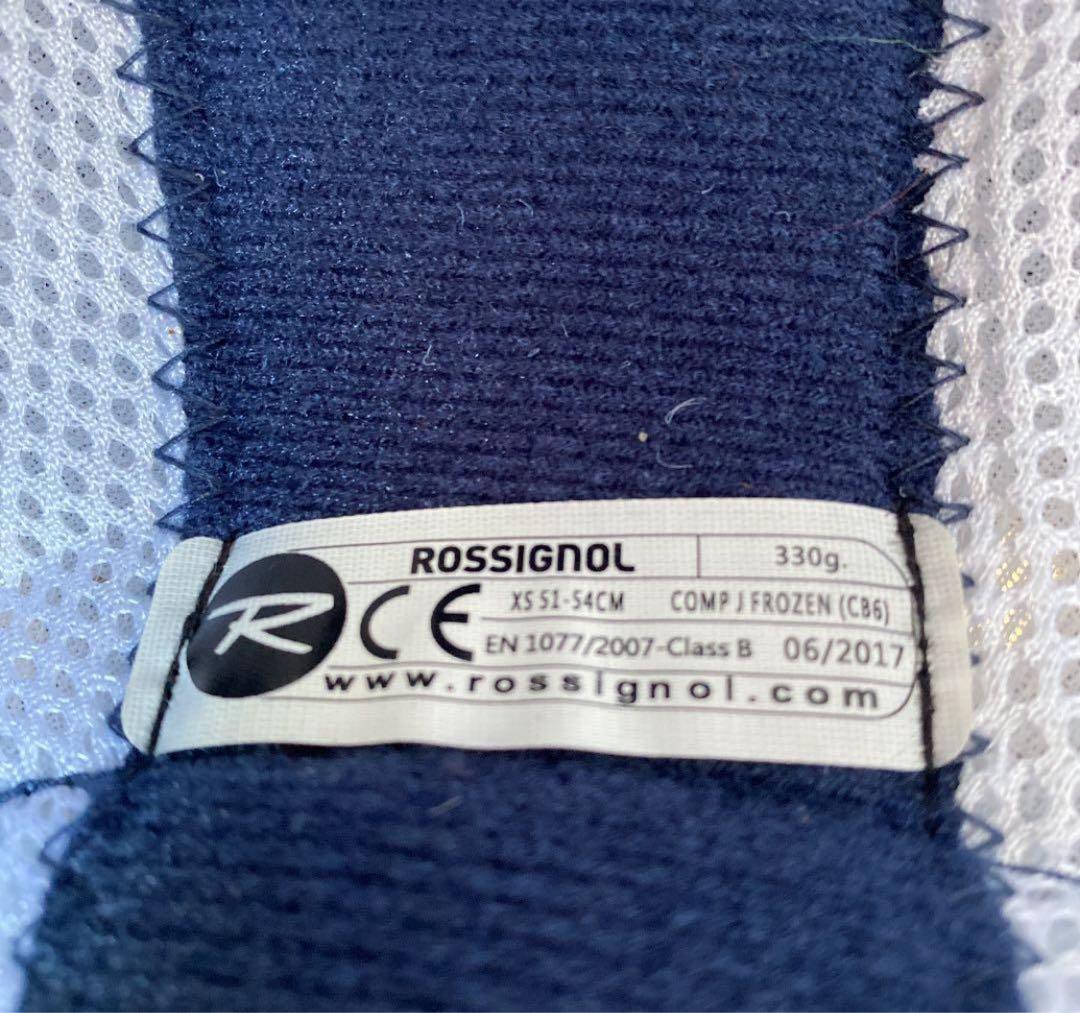 ROSSIGNOL 330g.
R CE XS 51-54CM COMP J FROZEN (CB6)
EN 1077/2007-Class B 06/2017
www.rossignol.com